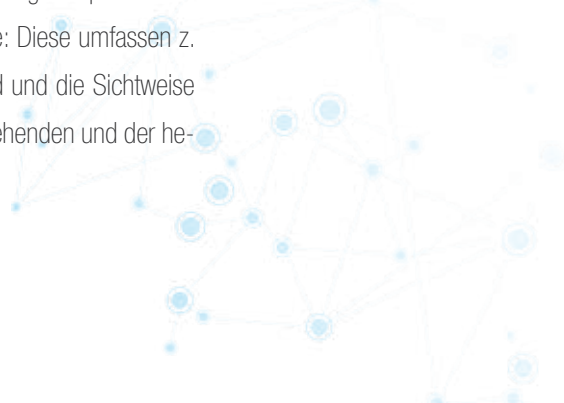 e: Diese umfassen z.
d und die Sichtweise
ehenden und der he-